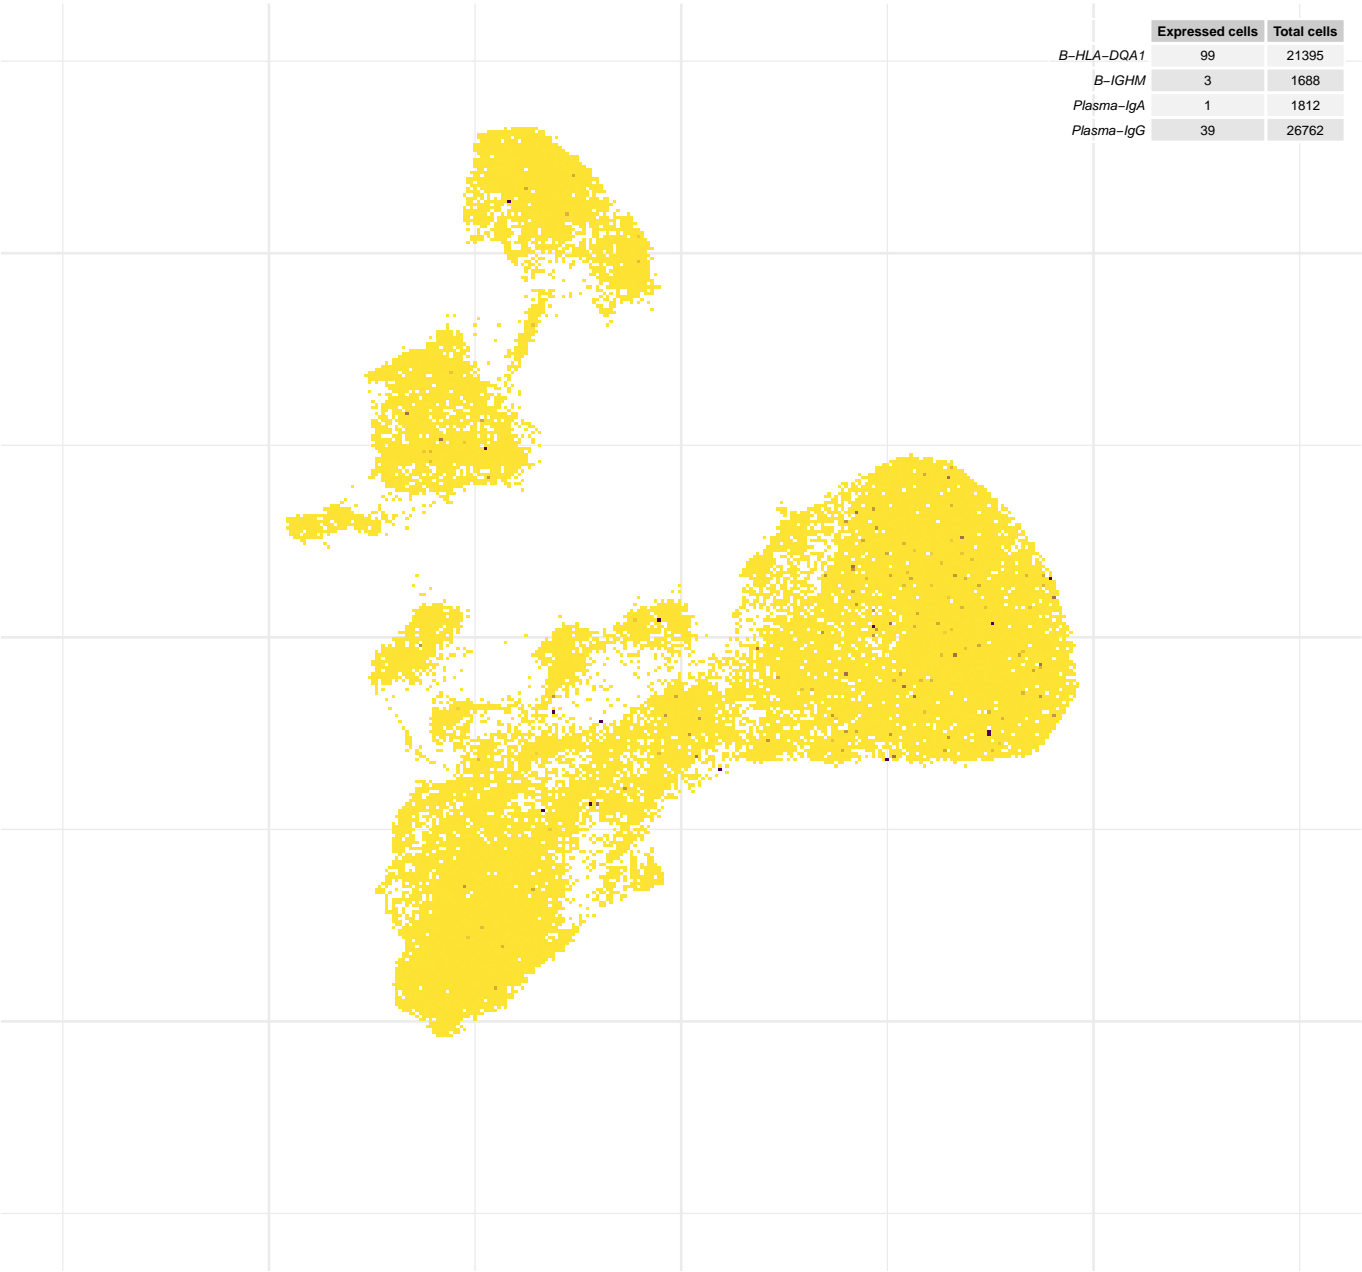 Expressed cells Total cells
B−HLA−DQA1 99 21395
B−IGHM 3 1688
Plasma−IgA 1 1812
Plasma−IgG 39 26762